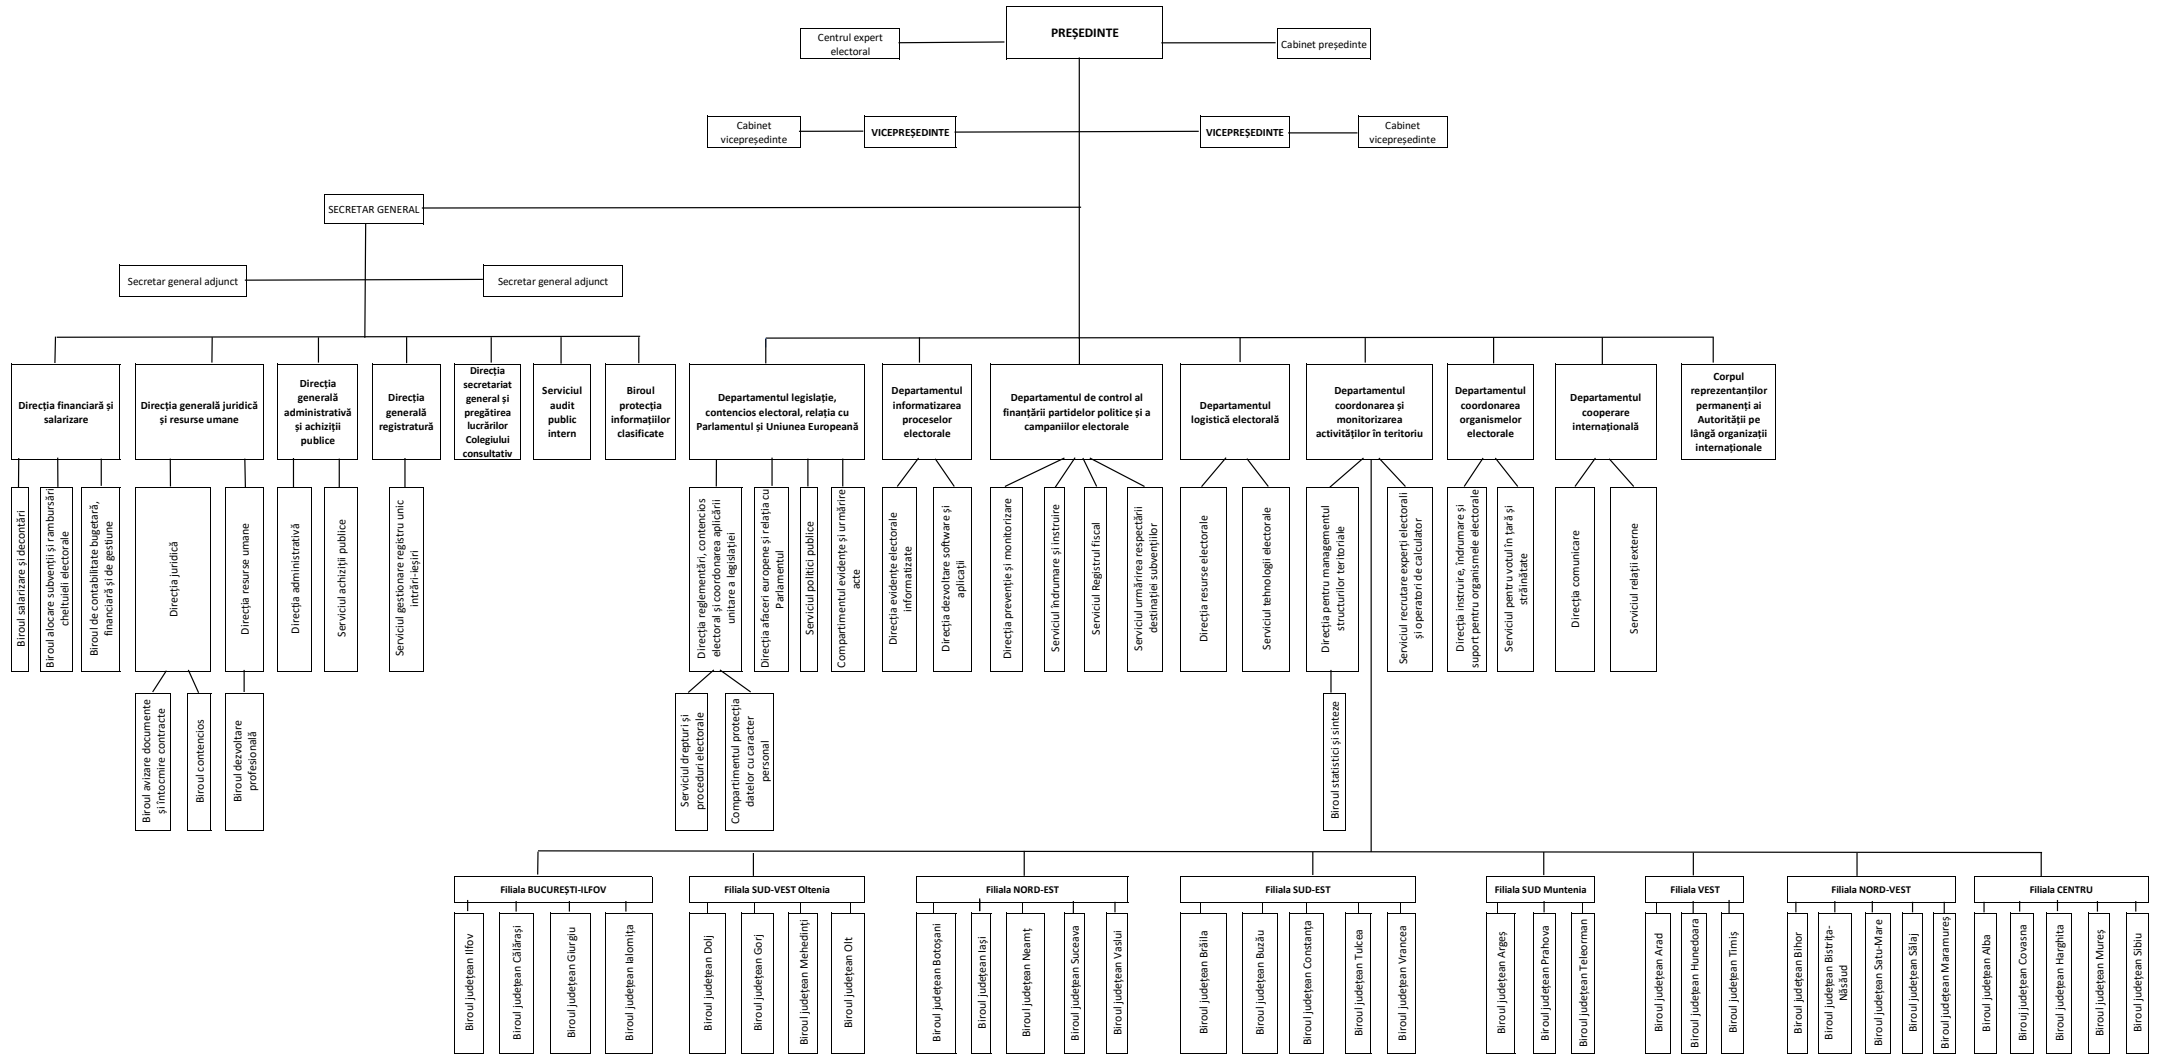 PREȘEDINTE
Centrul expert
electoral
Cabinet președinte
Cabinet
vicepreședinte
VICEPREȘEDINTE
VICEPREȘEDINTE
Cabinet
vicepreședinte
SECRETAR GENERAL
Secretar general adjunct
Secretar general adjunct
Direcția financiară și
salarizare
Direcția generală juridică
și resurse umane
Direcția
generală
administrativă
și achiziții
publice
Direcția
generală
registratură
Direcția
secretariat
general și
pregătirea
lucrărilor
Colegiului
consultativ
Serviciul
audit
public
intern
Biroul
protecția
informațiilor
clasificate
Departamentul legislație,
contencios electoral, relația cu
Parlamentul și Uniunea Europeană
Departamentul
informatizarea
proceselor
electorale
Departamentul de control al
finanțării partidelor politice și a
campaniilor electorale
Departamentul
logistică electorală
Departamentul
coordonarea și
monitorizarea
activităților în teritoriu
Departamentul
coordonarea
organismelor
electorale
Departamentul
cooperare
internațională
Corpul
reprezentanților
permanenți ai
Autorității pe
lângă organizații
internaționale
Biroul salarizare și decontări
Biroul alocare subvenții și rambursări
cheltuieli electorale
Biroul de contabilitate bugetară,
financiară și de gestiune
Direcția juridică
Direcția resurse umane
Direcția administrativă
Serviciul achiziții publice
Serviciul gestionare registru unic
intrări-ieșiri
Direcția reglementări, contencios
electoral și coordonarea aplicării
unitare a legislației
Direcția afaceri europene și relația cu
Parlamentul
Serviciul politici publice
Compartimentul evidențe și urmărire
acte
Direcția evidențe electorale
informatizate
Direcția dezvoltare software și
aplicații
Direcția prevenție și monitorizare
Serviciul îndrumare și instruire
Serviciul Registrul fiscal
Serviciul urmărirea respectării
destinației subvențiilor
Direcția resurse electorale
Serviciul tehnologii electorale
Direcția pentru managementul
structurilor teritoriale
Serviciul recrutare experți electorali
și operatori de calculator
Direcția instruire, îndrumare și
suport pentru organismele electorale
Serviciul pentru votul în țară și
străinătate
Direcția comunicare
Serviciul relații externe
Biroul avizare documente
și întocmire contracte
Biroul contencios
Biroul dezvoltare
profesională
Serviciul drepturi și
proceduri electorale
Compartimentul protecția
datelor cu caracter
personal
Biroul statistici și sinteze
Filiala BUCUREȘTI-ILFOV
Filiala SUD-VEST Oltenia
Filiala NORD-EST
Filiala SUD-EST
Filiala SUD Muntenia
Filiala VEST
Filiala NORD-VEST
Filiala CENTRU
Biroul județean Ilfov
Biroul județean Călărași
Biroul județean Giurgiu
Biroul județean Ialomița
Biroul județean Dolj
Biroul județean Gorj
Biroul județean Mehedinți
Biroul județean Olt
Biroul județean Botoșani
Biroul județean Iași
Biroul județean Neamț
Biroul județean Suceava
Biroul județean Vaslui
Biroul județean Brăila
Biroul județean Buzău
Biroul județean Constanța
Biroul județean Tulcea
Biroul județean Vrancea
Biroul județean Argeș
Biroul județean Prahova
Biroul județean Teleorman
Biroul județean Arad
Biroul județean Hunedoara
Biroul județean Timiș
Biroul județean Bihor
Biroul județean Bistrița-
Năsăud
Biroul județean Satu-Mare
Biroul județean Sălaj
Biroul județean Maramureș
Biroul județean Alba
Birouj județean Covasna
Biroul județean Harghita
Biroul județean Mureș
Biroul județean Sibiu